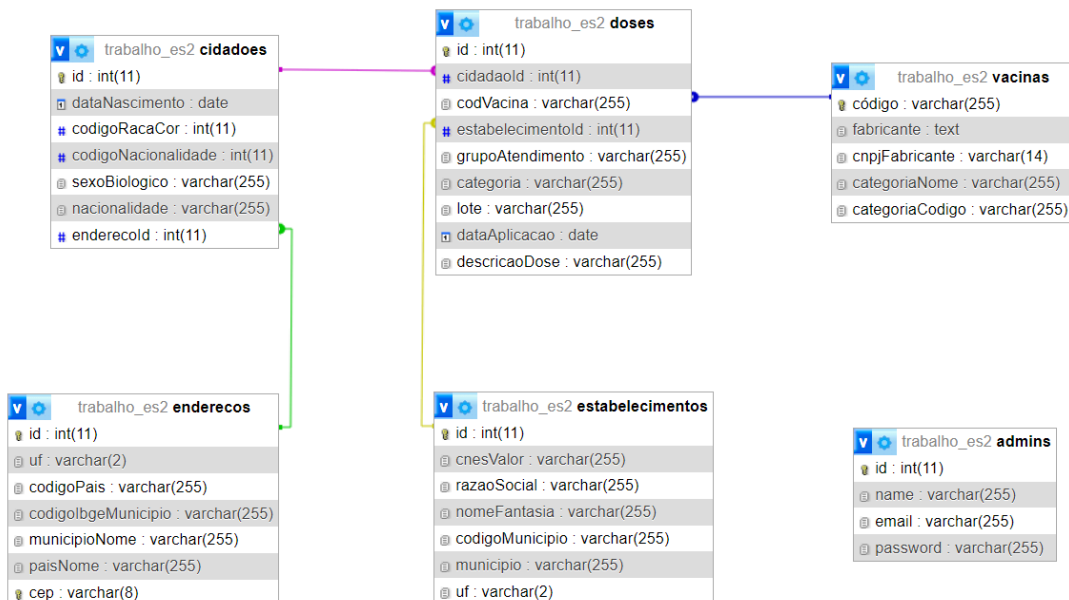 trabalho_es2 cidadoes
id : int(11)
dataNascimento : date
codigoRacaCor : int(11)
codigoNacionalidade : int(11)
sexoBiologico : varchar(255)
nacionalidade : varchar(255)
enderecoId : int(11)
trabalho_es2 doses
id : int(11)
cidadaoId : int(11)
codVacina : varchar(255)
estabelecimentoId : int(11)
grupoAtendimento : varchar(255)
categoria : varchar(255)
lote : varchar(255)
dataAplicacao : date
descricaoDose : varchar(255)
trabalho_es2 vacinas
código : varchar(255)
fabricante : text
cnpjFabricante : varchar(14)
categoriaNome : varchar(255)
categoriaCodigo : varchar(255)
trabalho_es2 enderecos
id : int(11)
uf : varchar(2)
codigoPais : varchar(255)
codigoIbgeMunicipio : varchar(255)
municipioNome : varchar(255)
paisNome : varchar(255)
cep : varchar(8)
trabalho_es2 estabelecimentos
id : int(11)
cnesValor : varchar(255)
razaoSocial : varchar(255)
nomeFantasia : varchar(255)
codigoMunicipio : varchar(255)
municipio : varchar(255)
uf : varchar(2)
trabalho_es2 admins
id : int(11)
name : varchar(255)
email : varchar(255)
password : varchar(255)